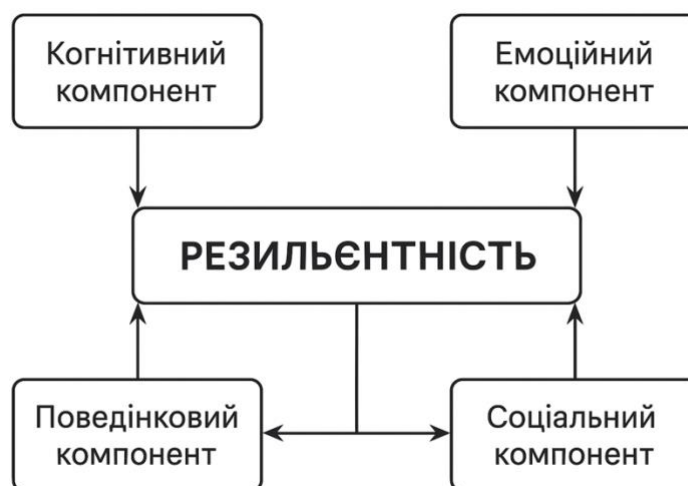 Когнітивний
компонент
Емоційний
компонент
РЕЗИЛЬЄНТНІСТЬ
Поведінковий
компонент
Соціальний
компонент